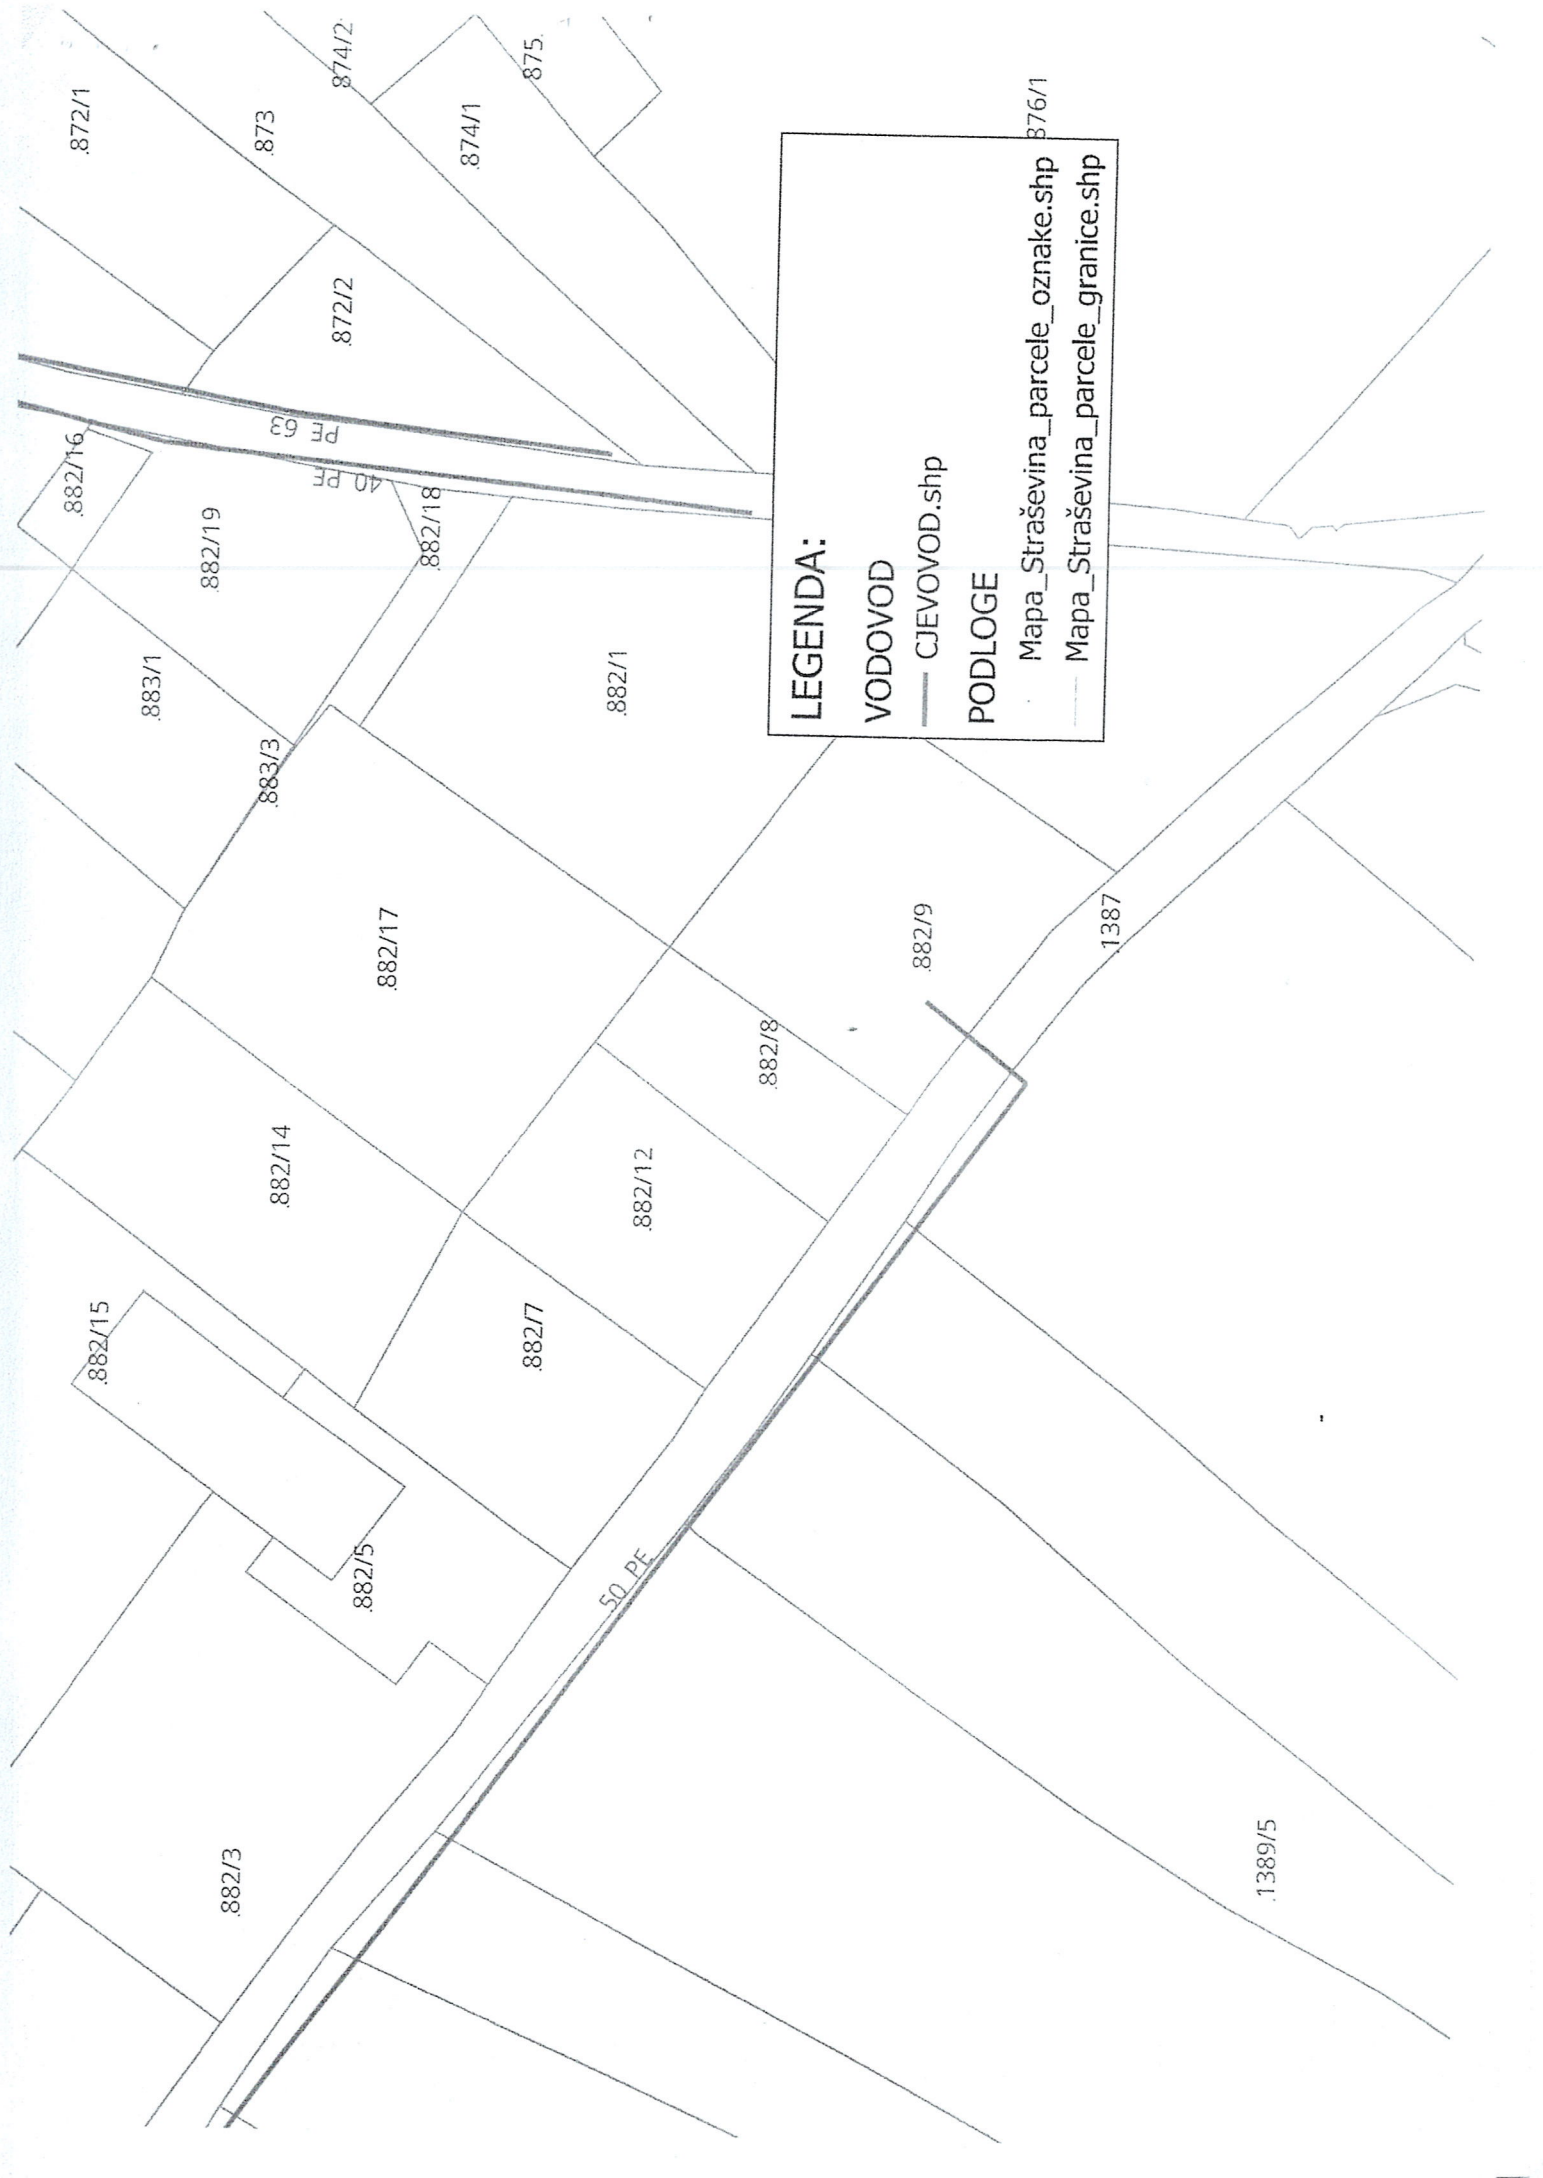 .872/1
.873
874/2
.874/1
875.
876/1
.872/2
PE 63
40 PE
.882/16
.882/19
.882/18
.883/1
.883/3
.882/1
.882/17
.882/9
.1387
.882/8
.882/14
.882/12
.882/7
.882/15
.882/5
50 PE
.882/3
.1389/5
LEGENDA:
VODOVOD
CJEVOVOD.shp
PODLOGE
Mapa_Straševina_parcele_oznake.shp
Mapa_Straševina_parcele_granice.shp